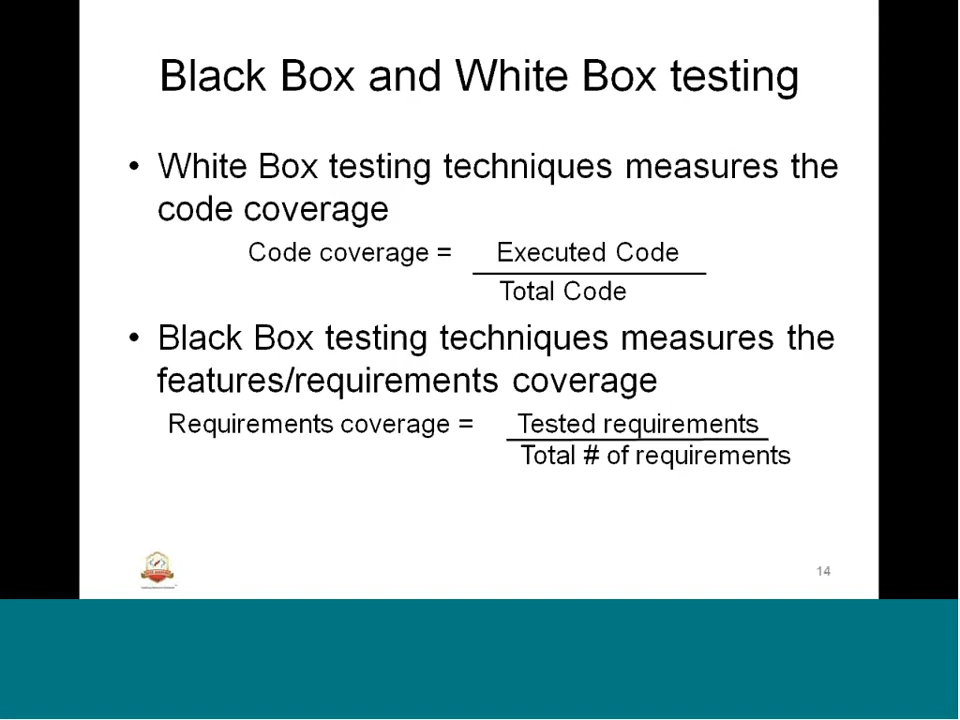 Black Box and White Box testing
• White Box testing techniques measures the
code coverage
Code coverage = Executed Code
Total Code
• Black Box testing techniques measures the
features/requirements coverage
Requirements coverage = Tested requirements
Total # of requirements
14